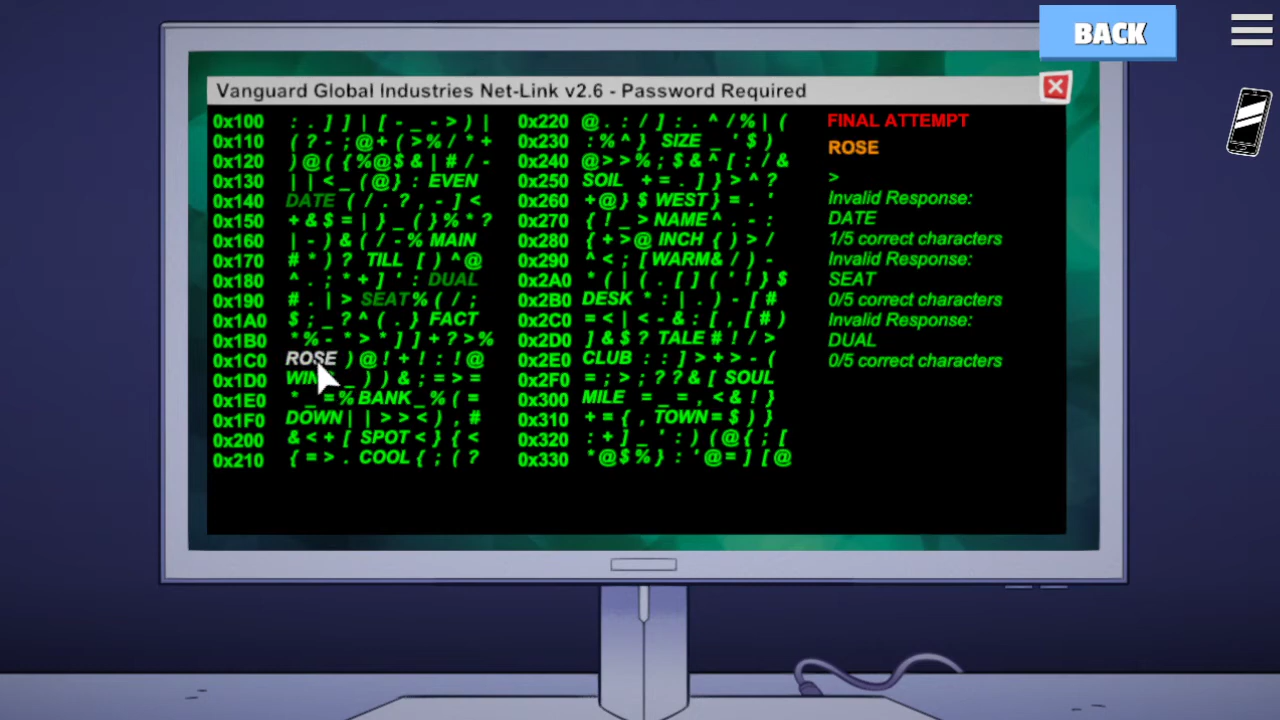 BACK
Vanguard Global Industries Net-Link v2.6 - Password Required
0x100 : . ] ] | [ - _ - > ) |
0x110 ( ? - ; @ + ( > % / * +
0x120 ) @ ( { % @ $ & | # / -
0x130 | | < _ ( @ } : EVEN
0x140 DATE ( / . ? , - ] <
0x150 + & $ = | } _ ( } % * ?
0x160 | - ) & ( / - % MAIN
0x170 # * ) ? TILL [ ) ^ @
0x180 ^ . ; * + ] ' : DUAL
0x190 # . | > SEAT % ( / ;
0x1A0 $ ; _ ? ^ ( . } FACT
0x1B0 * % - * > * ] ] + ? > %
0x1C0 ROSE ) @ ! + ! : ! @
0x1D0 _ ) ) & ; = > =
0x1E0 * _ = % BANK _ % ( =
0x1F0 DOWN | | > > < ) , #
0x200 & < + [ SPOT < } { <
0x210 { = > . COOL { ; ( ?
0x220 @ . : / ] : . ^ / % | (
0x230 : % ^ } SIZE _ ' $ )
0x240 @ > > % ; $ & ^ [ : / &
0x250 SOIL + = . ] } > ^ ?
0x260 + @ } $ WEST } = . '
0x270 { ! _ > NAME ^ . - :
0x280 { + > @ INCH { ) > /
0x290 ^ < ; [ WARM & / ) -
0x2A0 * ( | ( . [ ] ( ' ! } $
0x2B0 DESK * : | . ) - [ #
0x2C0 = < | < - & : [ , [ # )
0x2D0 ] & $ ? TALE # ! / >
0x2E0 CLUB : : ] > + > - (
0x2F0 = ; > ; ? ? & [ SOUL
0x300 MILE = _ = , < & ! }
0x310 + = { , TOWN = $ ) }
0x320 : + ] _ ' : ) ( @ { ; [
0x330 * @ $ % } : ' @ = ] [ @
FINAL ATTEMPT
ROSE
>
Invalid Response:
DATE
1/5 correct characters
Invalid Response:
SEAT
0/5 correct characters
Invalid Response:
DUAL
0/5 correct characters